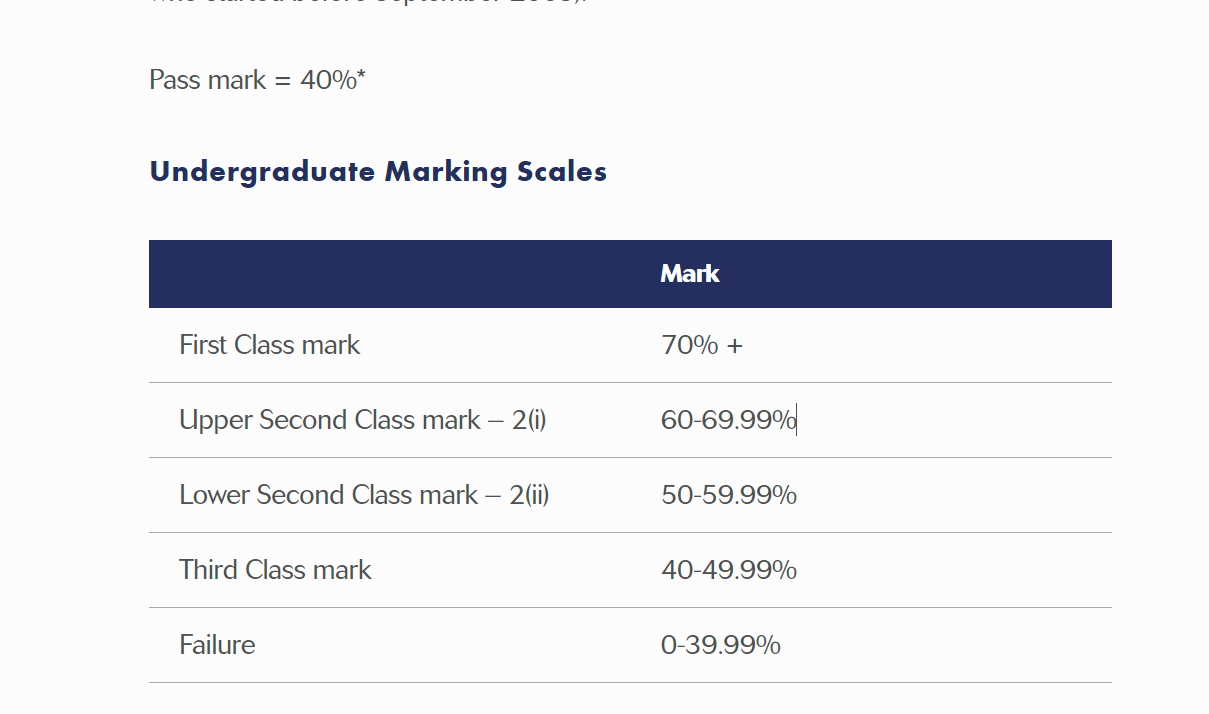 Pass mark = 40%*
Undergraduate Marking Scales
Mark
First Class mark 70% +
Upper Second Class mark – 2(i) 60-69.99%
Lower Second Class mark – 2(ii) 50-59.99%
Third Class mark 40-49.99%
Failure 0-39.99%